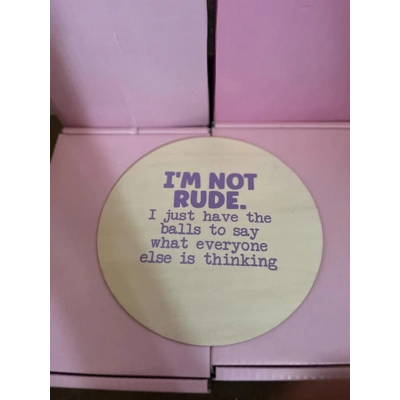 I'M NOT
RUDE.
I just have the
balls to say
what everyone
else is thinking